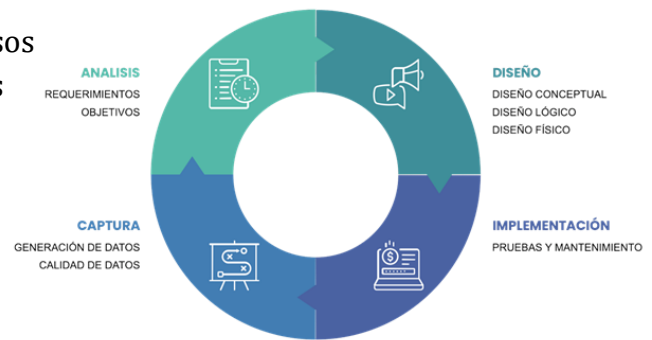 ANALISIS
REQUERIMIENTOS
OBJETIVOS
DISEÑO
DISEÑO CONCEPTUAL
DISEÑO LÓGICO
DISEÑO FÍSICO
CAPTURA
GENERACIÓN DE DATOS
CALIDAD DE DATOS
IMPLEMENTACIÓN
PRUEBAS Y MANTENIMIENTO